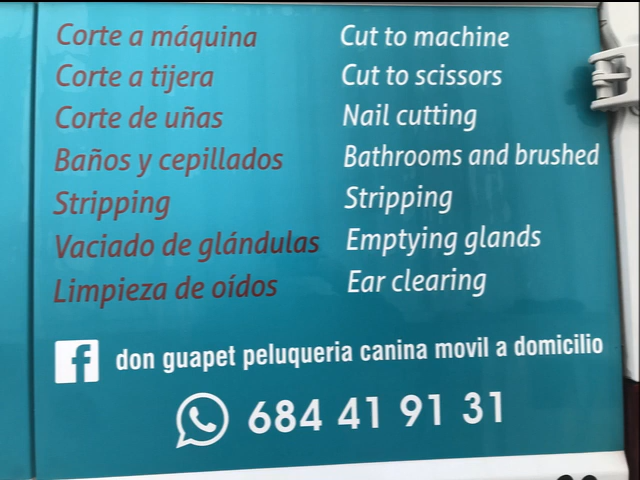 Corte a máquina Cut to machine
Corte a tijera Cut to scissors
Corte de uñas Nail cutting
Baños y cepillados Bathrooms and brushed
Stripping Stripping
Vaciado de glándulas Emptying glands
Limpieza de oídos Ear clearing
f don guapet peluqueria canina movil a domicilio
684 41 91 31